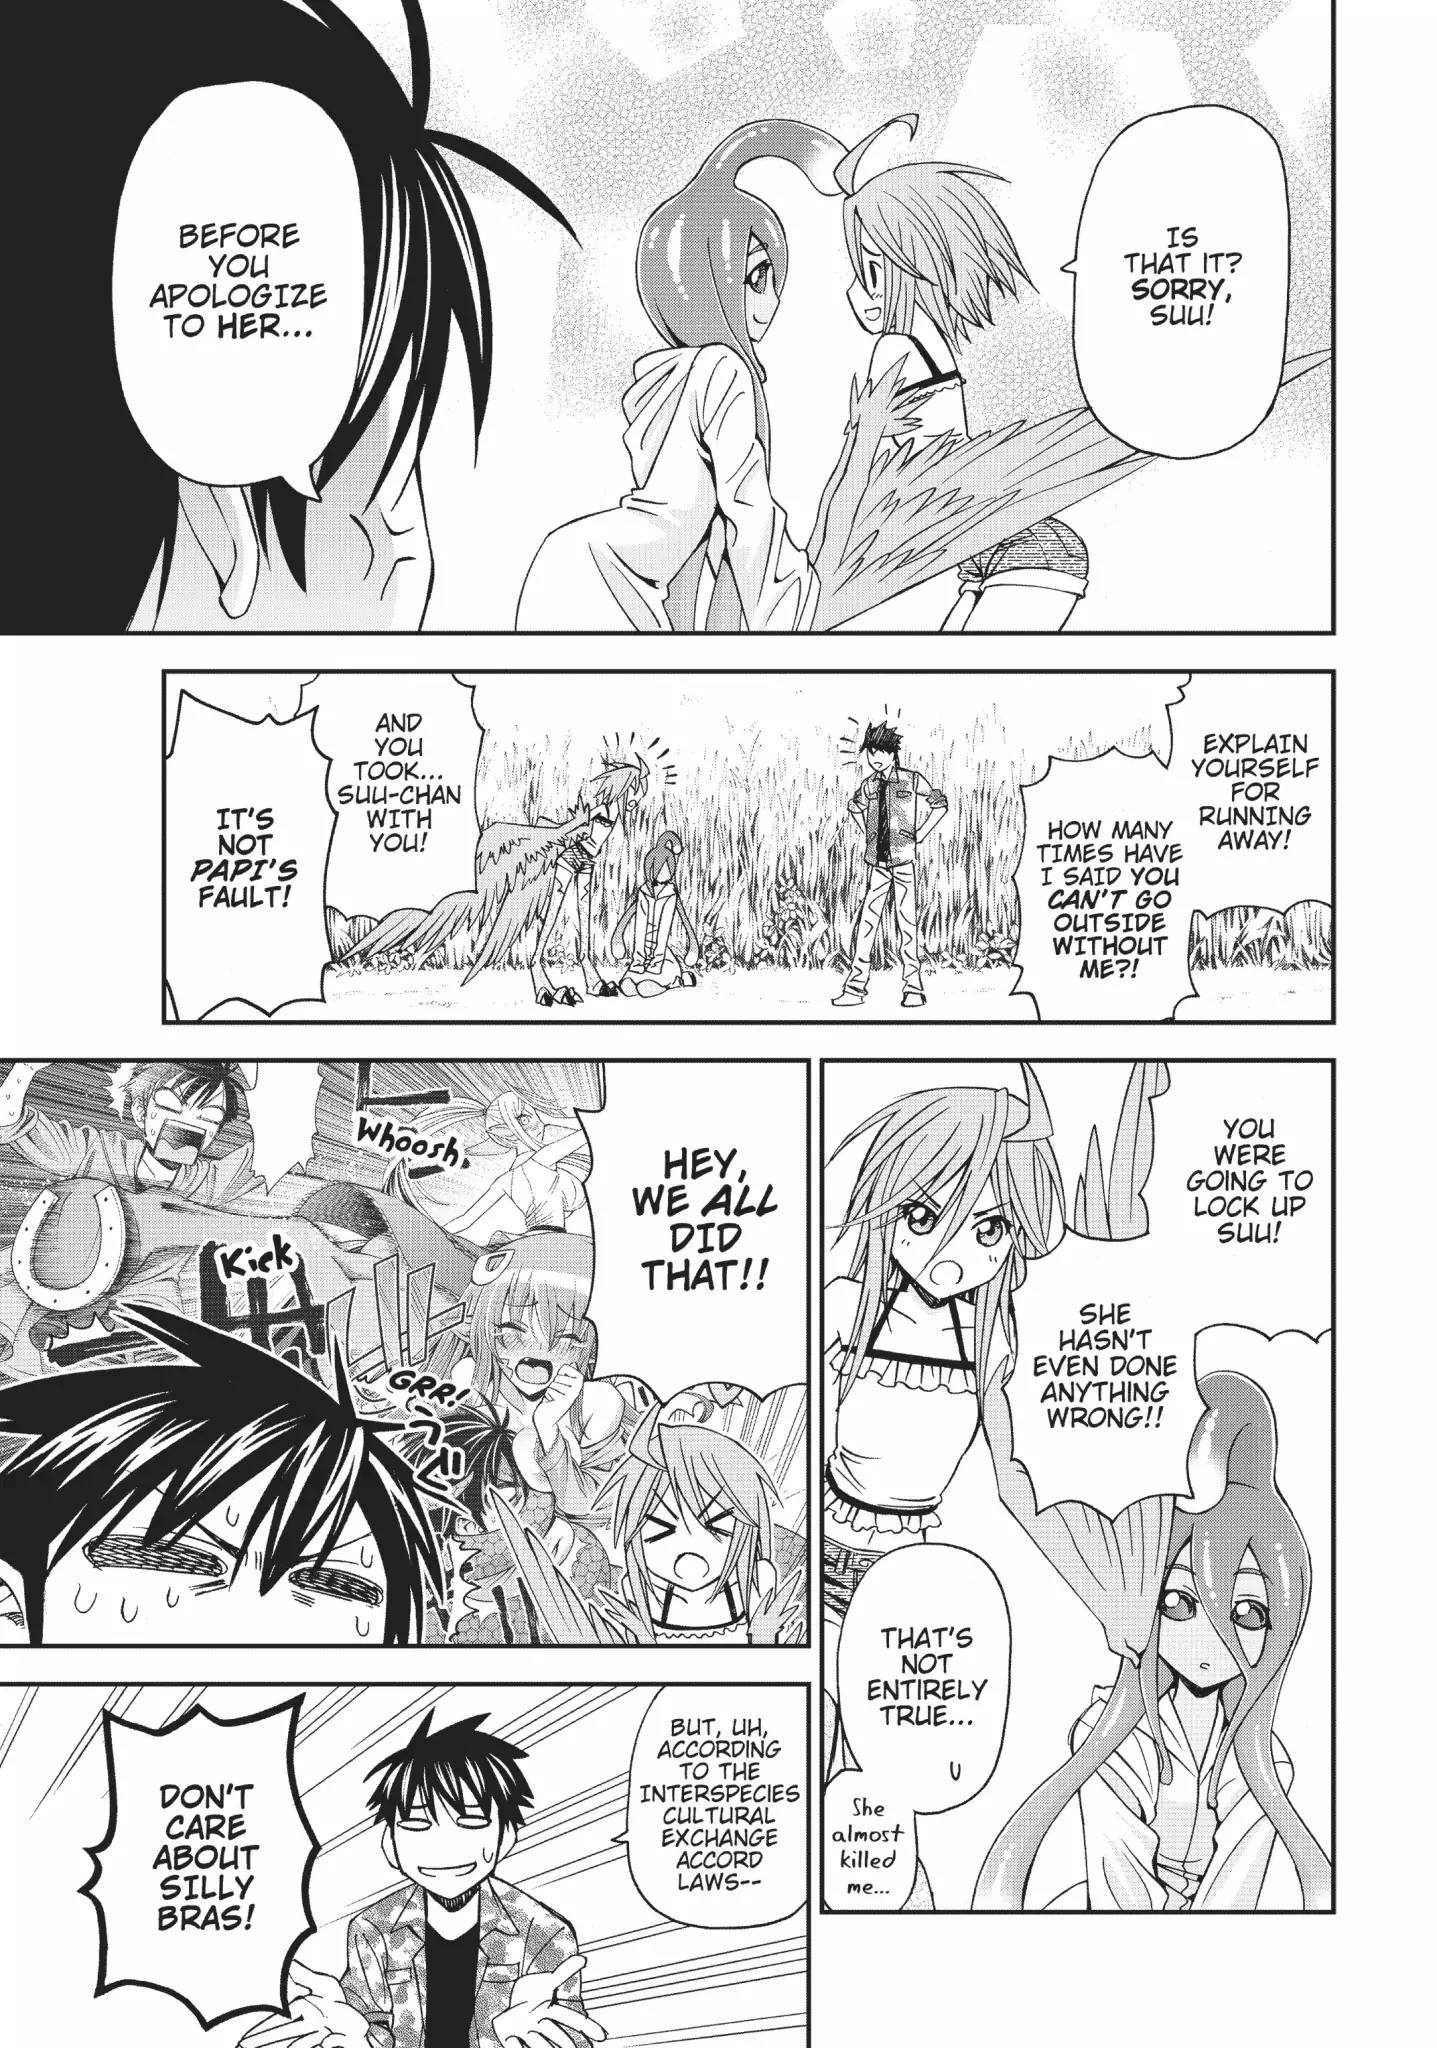 IS
THAT IT?
SORRY,
SUU!
BEFORE
YOU
APOLOGIZE
TO HER...
EXPLAIN
YOURSELF
FOR
RUNNING
AWAY!
HOW MANY
TIMES HAVE
I SAID YOU
CAN'T GO
OUTSIDE
WITHOUT
ME?!
AND
YOU
TOOK...
SUU-CHAN
WITH
YOU!
IT'S
NOT
PAPI'S
FAULT!
YOU
WERE
GOING TO
LOCK UP
SUU!
SHE
HASN'T
EVEN DONE
ANYTHING
WRONG!!
THAT'S
NOT
ENTIRELY
TRUE...
She
almost
killed
me...
HEY,
WE ALL
DID
THAT!!
Whoosh
Kick
GRR!
BUT, UH,
ACCORDING
TO THE
INTERSPECIES
CULTURAL
EXCHANGE
ACCORD
LAWS--
DON'T
CARE
ABOUT
SILLY
BRAS!